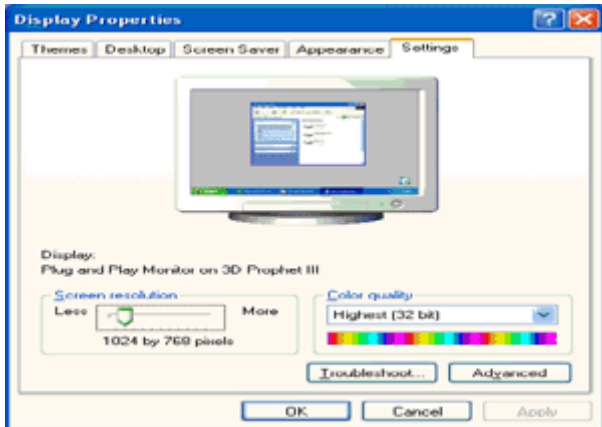 Display Properties
Themes Desktop Screen Saver Appearance Settings
Display:
Plug and Play Monitor on 3D Prophet III
Screen resolution
Less More
1024 by 768 pixels
Color quality
Highest (32 bit)
Troubleshoot... Advanced
OK Cancel Apply